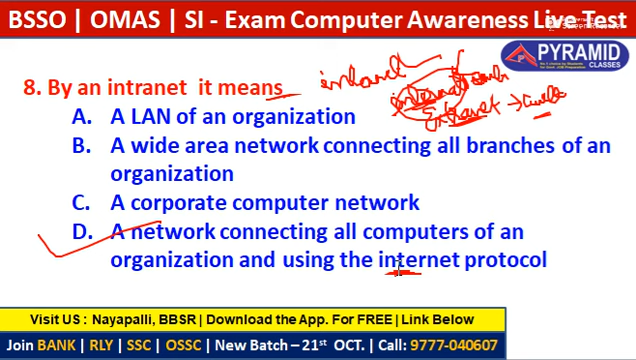 BSSO | OMAS | SI - Exam Computer Awareness Live Test
PYRAMID
CLASSES
8. By an intranet it means
intranet
Extranet →
A. A LAN of an organization
B. A wide area network connecting all branches of an
organization
C. A corporate computer network
D. A network connecting all computers of an
organization and using the internet protocol
Visit US : Nayapalli, BBSR | Download the App. For FREE | Link Below
Join BANK | RLY | SSC | OSSC | New Batch – 21st OCT. | Call: 9777-040607